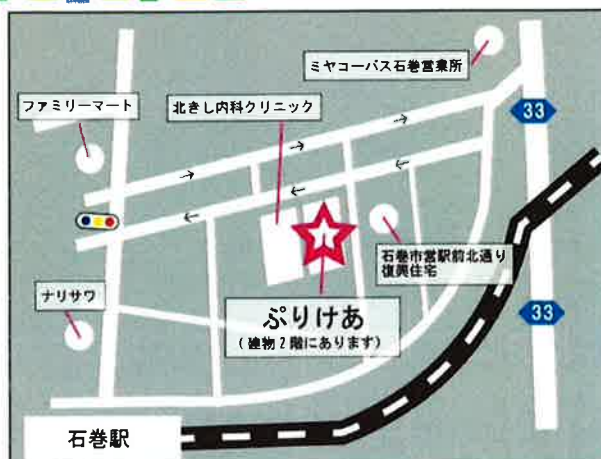 ミヤコーバス石巻営業所
ファミリーマート
北きし内科クリニック
33
石巻市営駅前北通り
復興住宅
ナリサワ
ぷりけあ
(建物2階にあります)
33
石巻駅